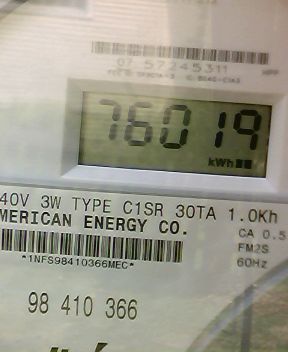 07 57245311
76019
kWh
40V 3W TYPE C1SR 30TA 1.0Kh
MERICAN ENERGY CO.
CA 0.5
FM2S
*1NFS98410366MEC*
60Hz
98 410 366